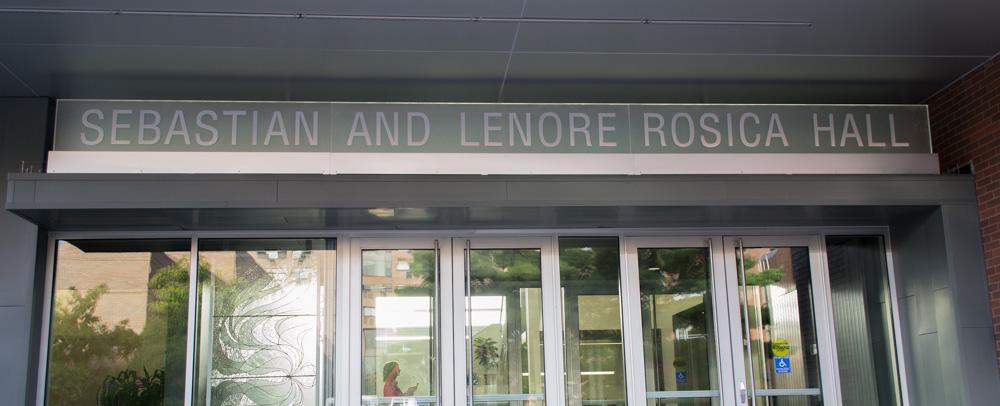 SEBASTIAN AND LENORE ROSICA HALL